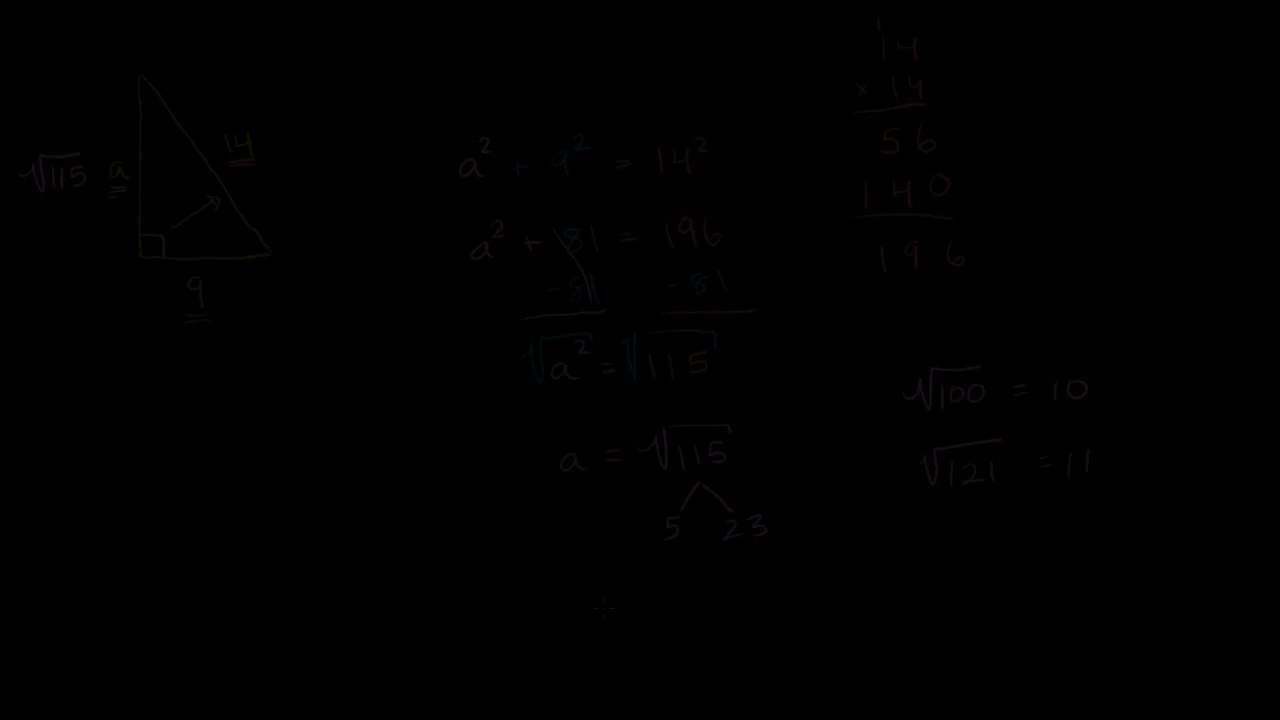 √115 a
14
9
a² + 9² = 14²
a² + 81 = 196
-81 -81
√a² = √115
a = √115
5 23
1
14
× 14
56
140
196
√100 = 10
√121 = 11